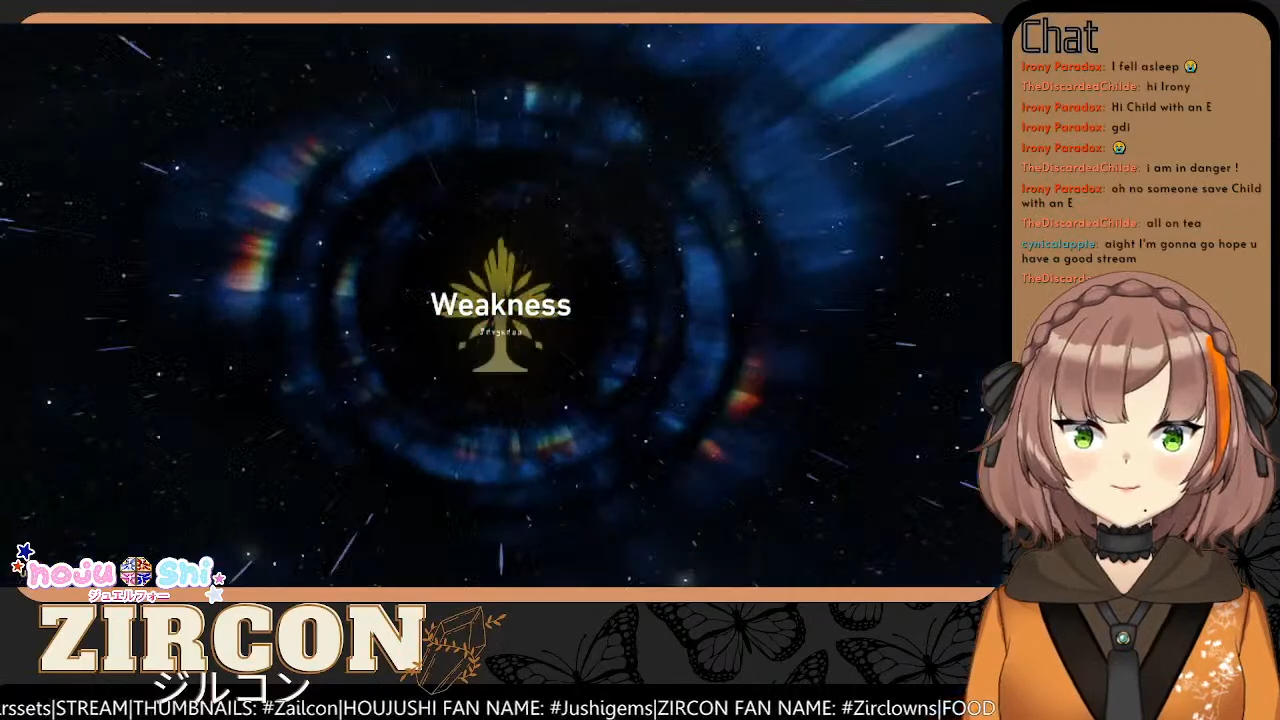 Chat
Irony Paradox: I fell asleep 😭
TheDiscardedChilde: hi Irony
Irony Paradox: Hi Child with an E
Irony Paradox: gdi
Irony Paradox: 😭
TheDiscardedChilde: i am in danger !
Irony Paradox: oh no someone save Child
with an E
TheDiscardedChilde: all on tea
cynicalapple: aight I'm gonna go hope u
have a good stream
TheDiscard
Weakness
hoju shi
ジュエルフォー
ZIRCON
ジルコン
rssets|STREAM|THUMBNAILS: #Zailcon|HOUJUSHI FAN NAME: #Jushigems|ZIRCON FAN NAME: #Zirclowns|FOOD